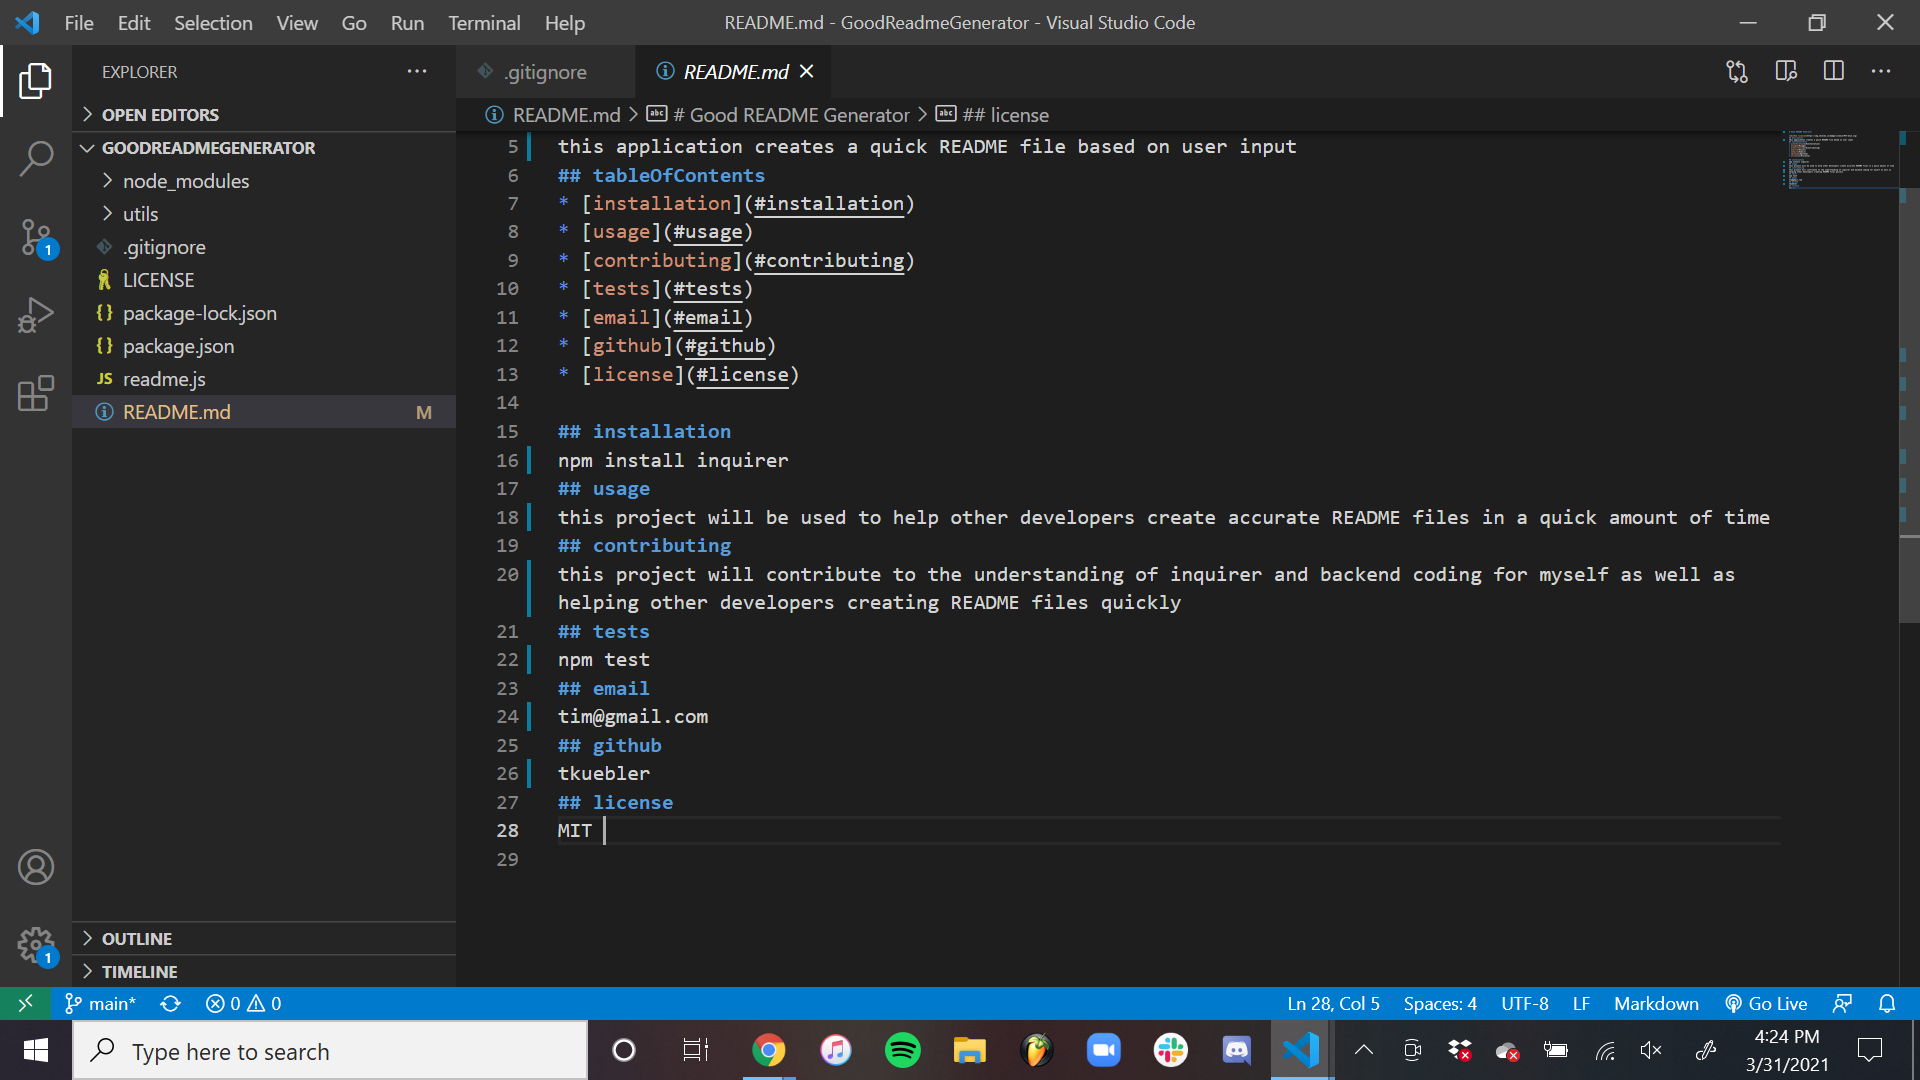 File Edit Selection View Go Run Terminal Help
README.md - GoodReadmeGenerator - Visual Studio Code
EXPLORER
.gitignore
README.md
OPEN EDITORS
README.md > # Good README Generator > ## license
GOODREADMEGENERATOR
node_modules
utils
.gitignore
LICENSE
package-lock.json
package.json
JS readme.js
README.md M
5 this application creates a quick README file based on user input
6 ## tableOfContents
7 * [installation](#installation)
8 * [usage](#usage)
9 * [contributing](#contributing)
10 * [tests](#tests)
11 * [email](#email)
12 * [github](#github)
13 * [license](#license)
14
15 ## installation
16 npm install inquirer
17 ## usage
18 this project will be used to help other developers create accurate README files in a quick amount of time
19 ## contributing
20 this project will contribute to the understanding of inquirer and backend coding for myself as well as
helping other developers creating README files quickly
21 ## tests
22 npm test
23 ## email
24 tim@gmail.com
25 ## github
26 tkuebler
27 ## license
28 MIT
29
1
1
OUTLINE
TIMELINE
main* 0 0
Ln 28, Col 5 Spaces: 4 UTF-8 LF Markdown Go Live
Type here to search
4:24 PM
3/31/2021